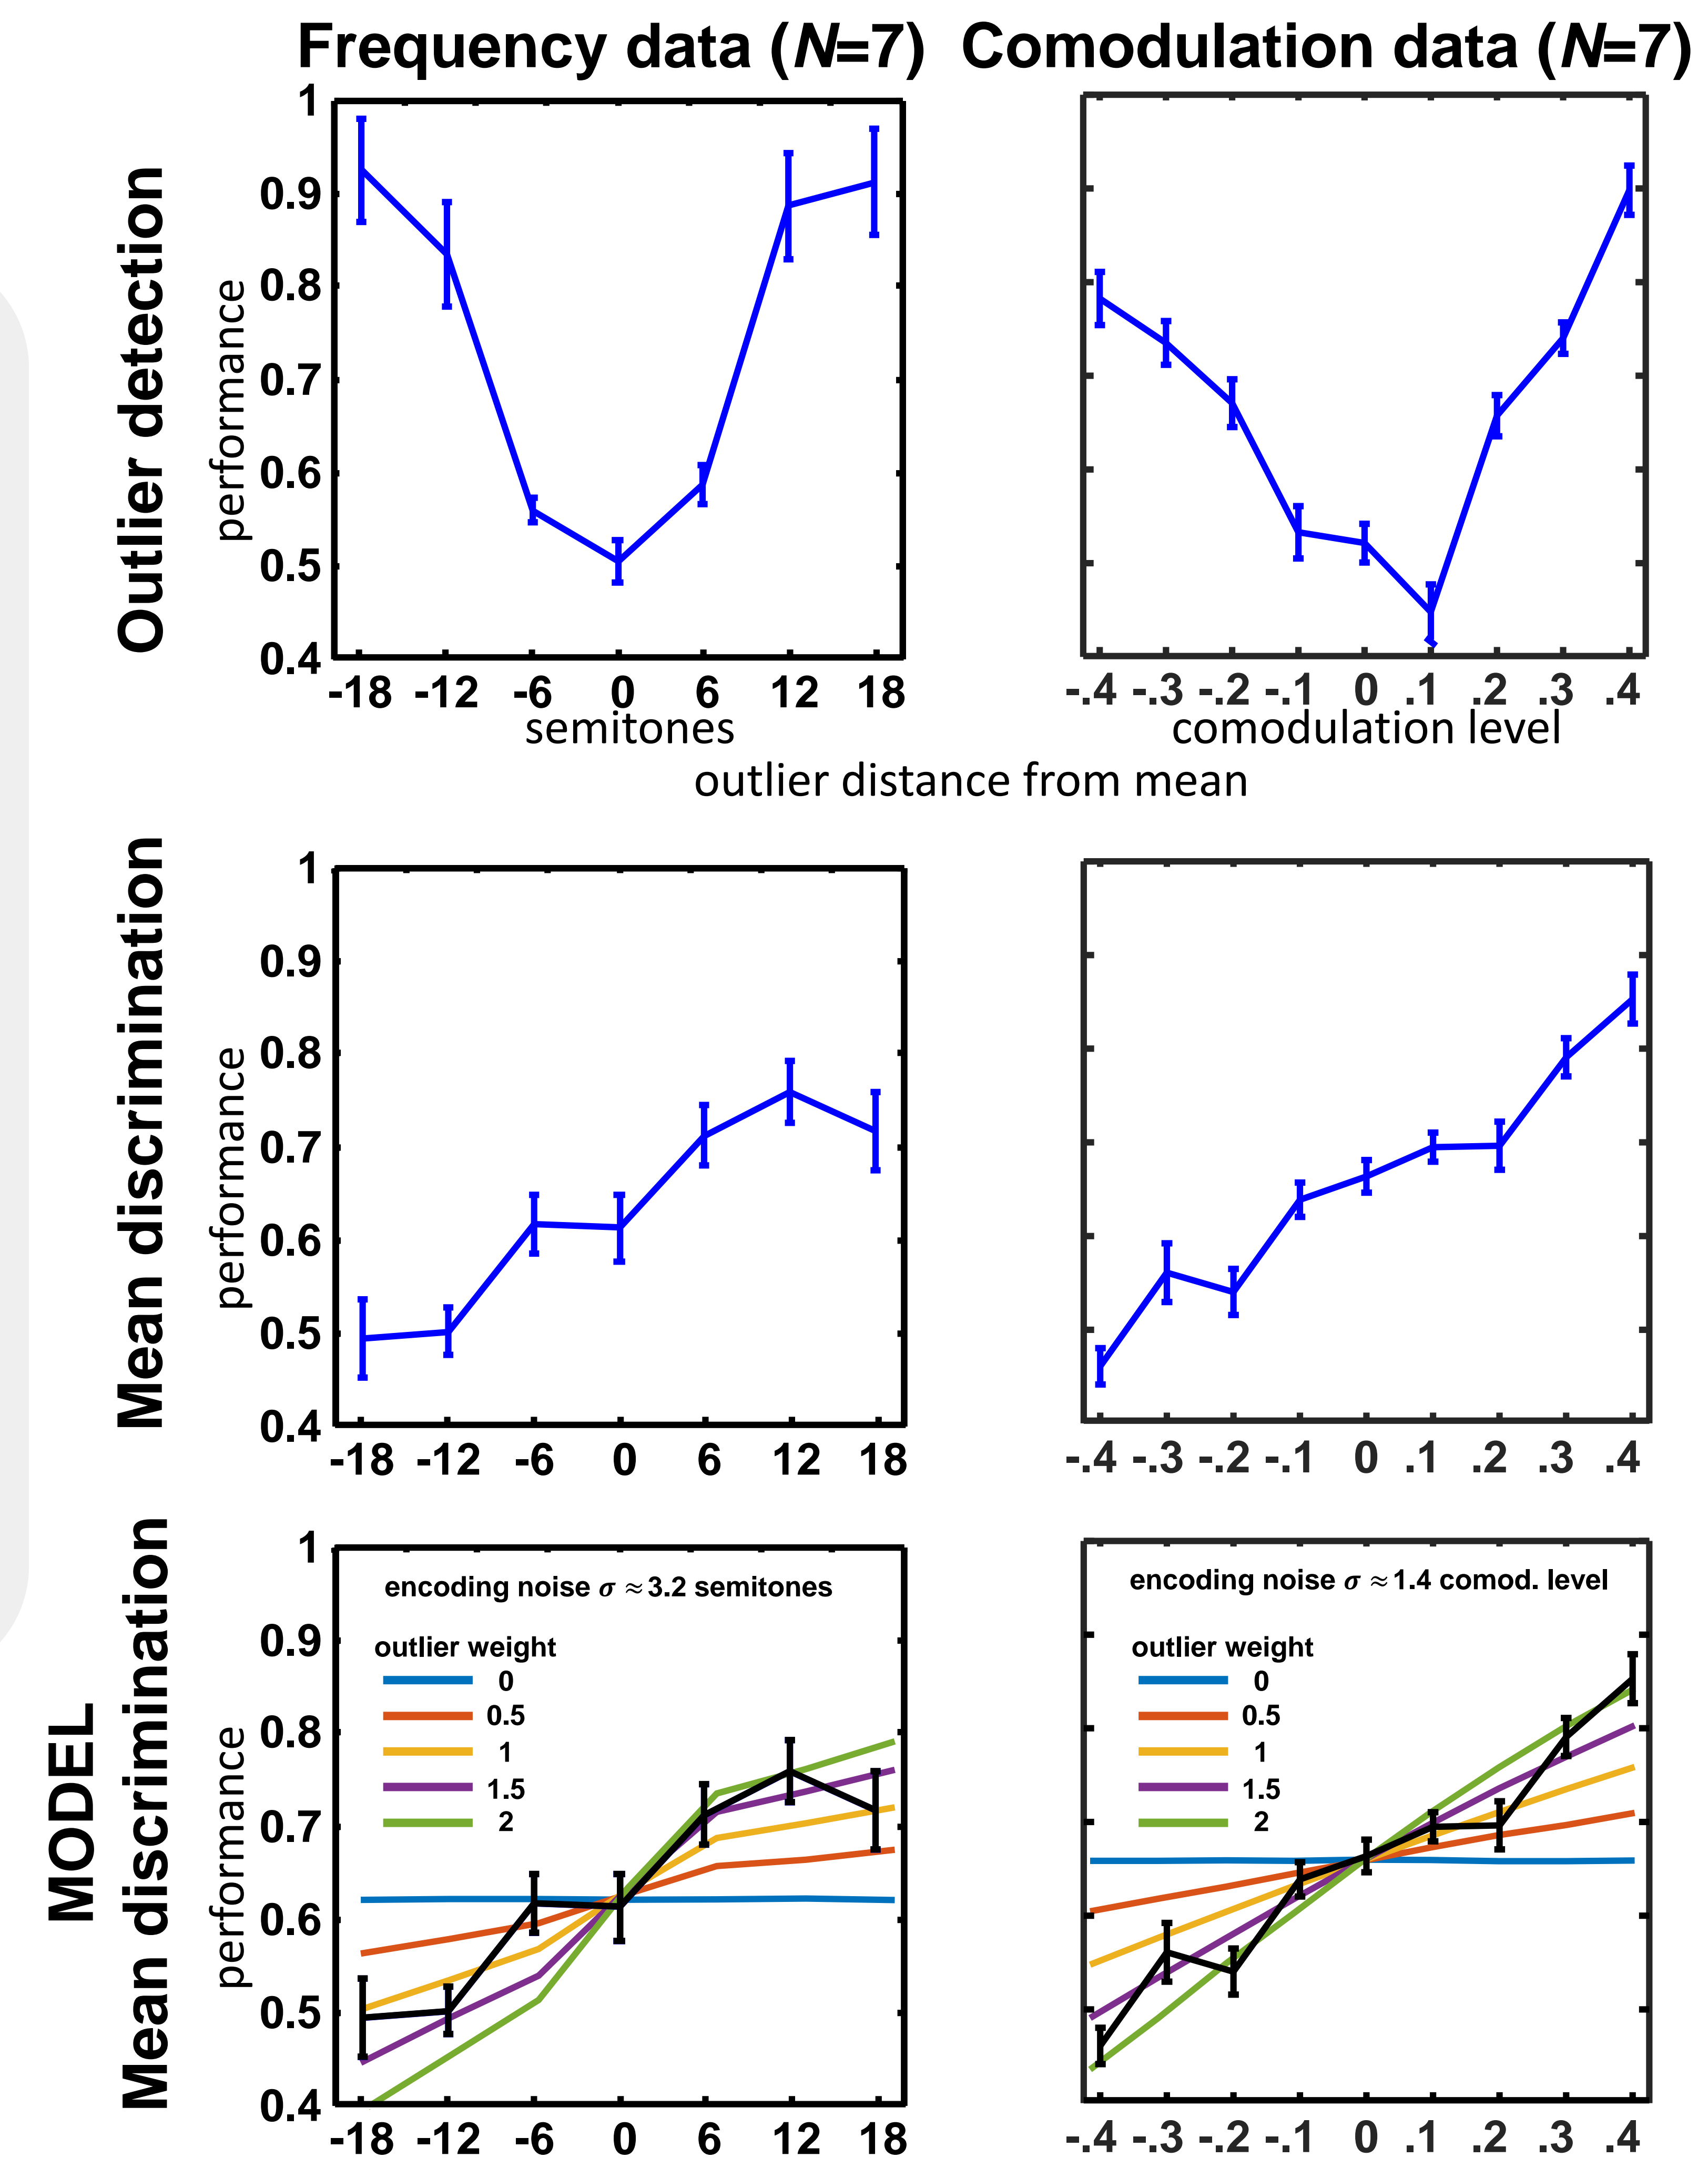 Frequency data (N=7) Comodulation data (N=7)
Outlier detection
performance
1
0.9
0.8
0.7
0.6
0.5
0.4
-18 -12 -6 0 6 12 18
semitones
-.4 -.3 -.2 -.1 0 .1 .2 .3 .4
comodulation level
outlier distance from mean
Mean discrimination
performance
1
0.9
0.8
0.7
0.6
0.5
0.4
-18 -12 -6 0 6 12 18
-.4 -.3 -.2 -.1 0 .1 .2 .3 .4
MODEL
Mean discrimination
performance
1
0.9
0.8
0.7
0.6
0.5
0.4
encoding noise σ ≈3.2 semitones
outlier weight
0
0.5
1
1.5
2
-18 -12 -6 0 6 12 18
encoding noise σ ≈1.4 comod. level
outlier weight
0
0.5
1
1.5
2
-.4 -.3 -.2 -.1 0 .1 .2 .3 .4